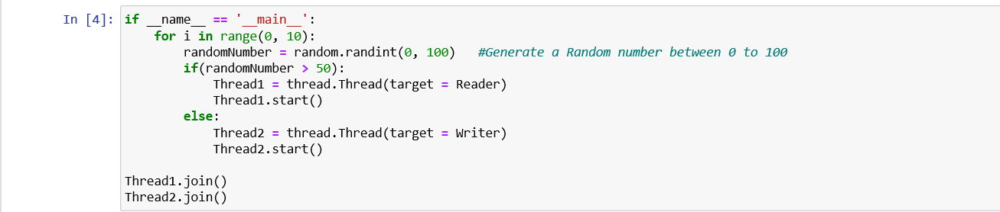 In [4]: if __name__ == '__main__':
    for i in range(0, 10):
        randomNumber = random.randint(0, 100)   #Generate a Random number between 0 to 100
        if(randomNumber > 50):
            Thread1 = thread.Thread(target = Reader)
            Thread1.start()
        else:
            Thread2 = thread.Thread(target = Writer)
            Thread2.start()

Thread1.join()
Thread2.join()